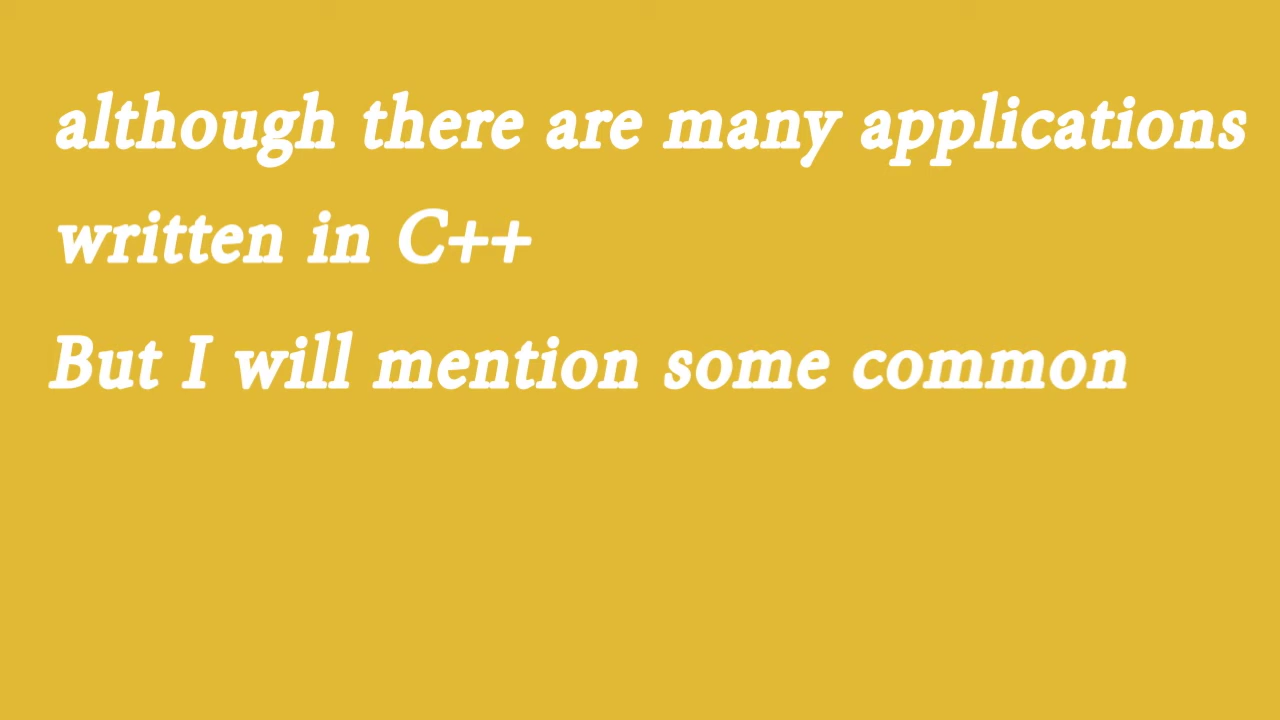 although there are many applications
written in C++
But I will mention some common